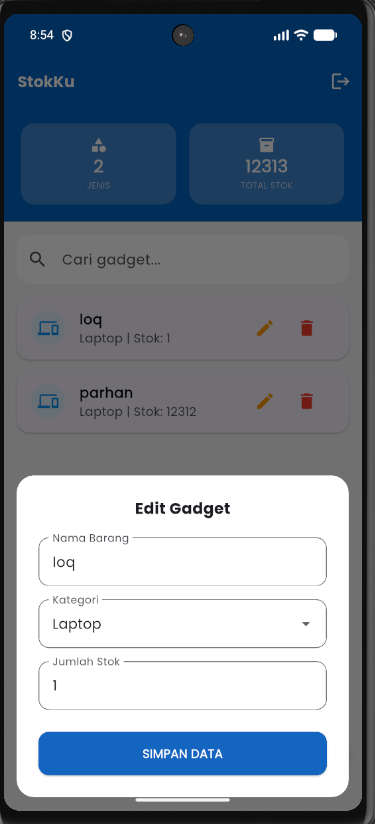 8:54
StokKu
2
JENIS
12313
TOTAL STOK
Cari gadget...
loq
Laptop | Stok: 1
parhan
Laptop | Stok: 12312
Edit Gadget
Nama Barang
loq
Kategori
Laptop
Jumlah Stok
1
SIMPAN DATA